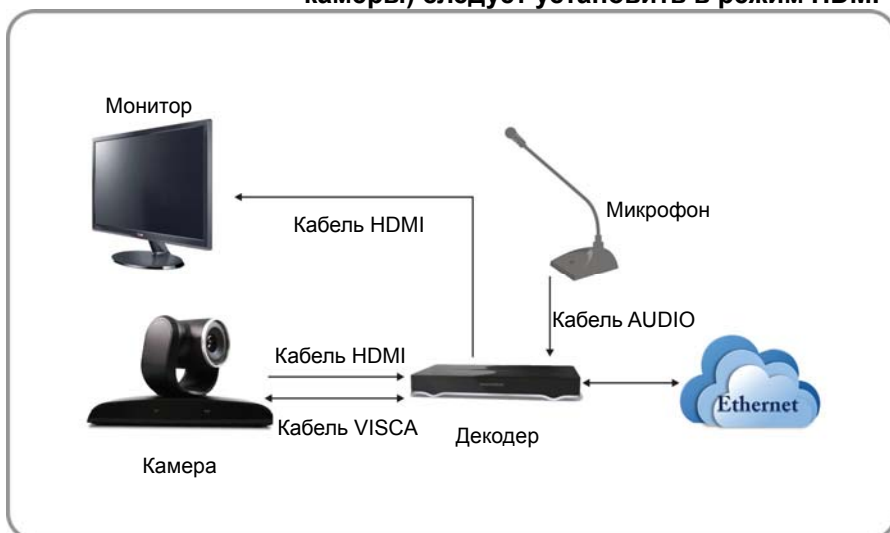 камеры) следует установить в режим HDMI
Монитор
Кабель HDMI
Микрофон
Кабель AUDIO
Кабель HDMI
Ethernet
Кабель VISCA
Декодер
Камера